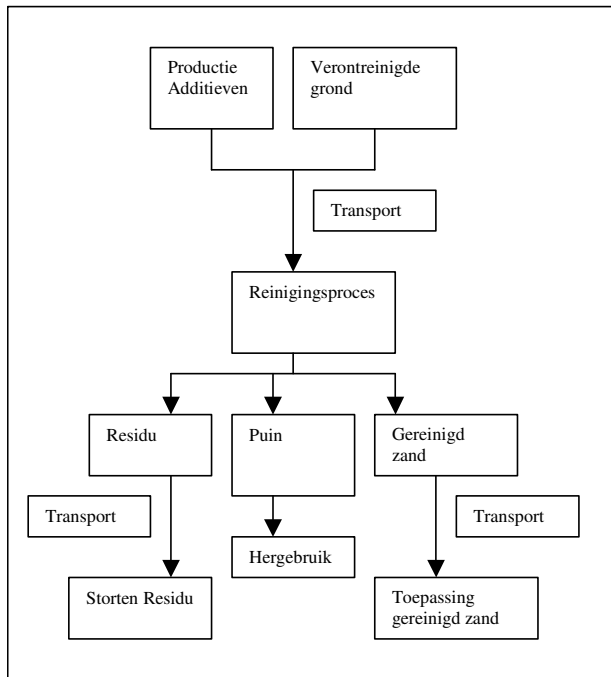 Productie
Additieven
Verontreinigde
grond
Transport
Reinigingsproces
Residu
Puin
Gereinigd
zand
Transport
Transport
Hergebruik
Storten Residu
Toepassing
gereinigd zand